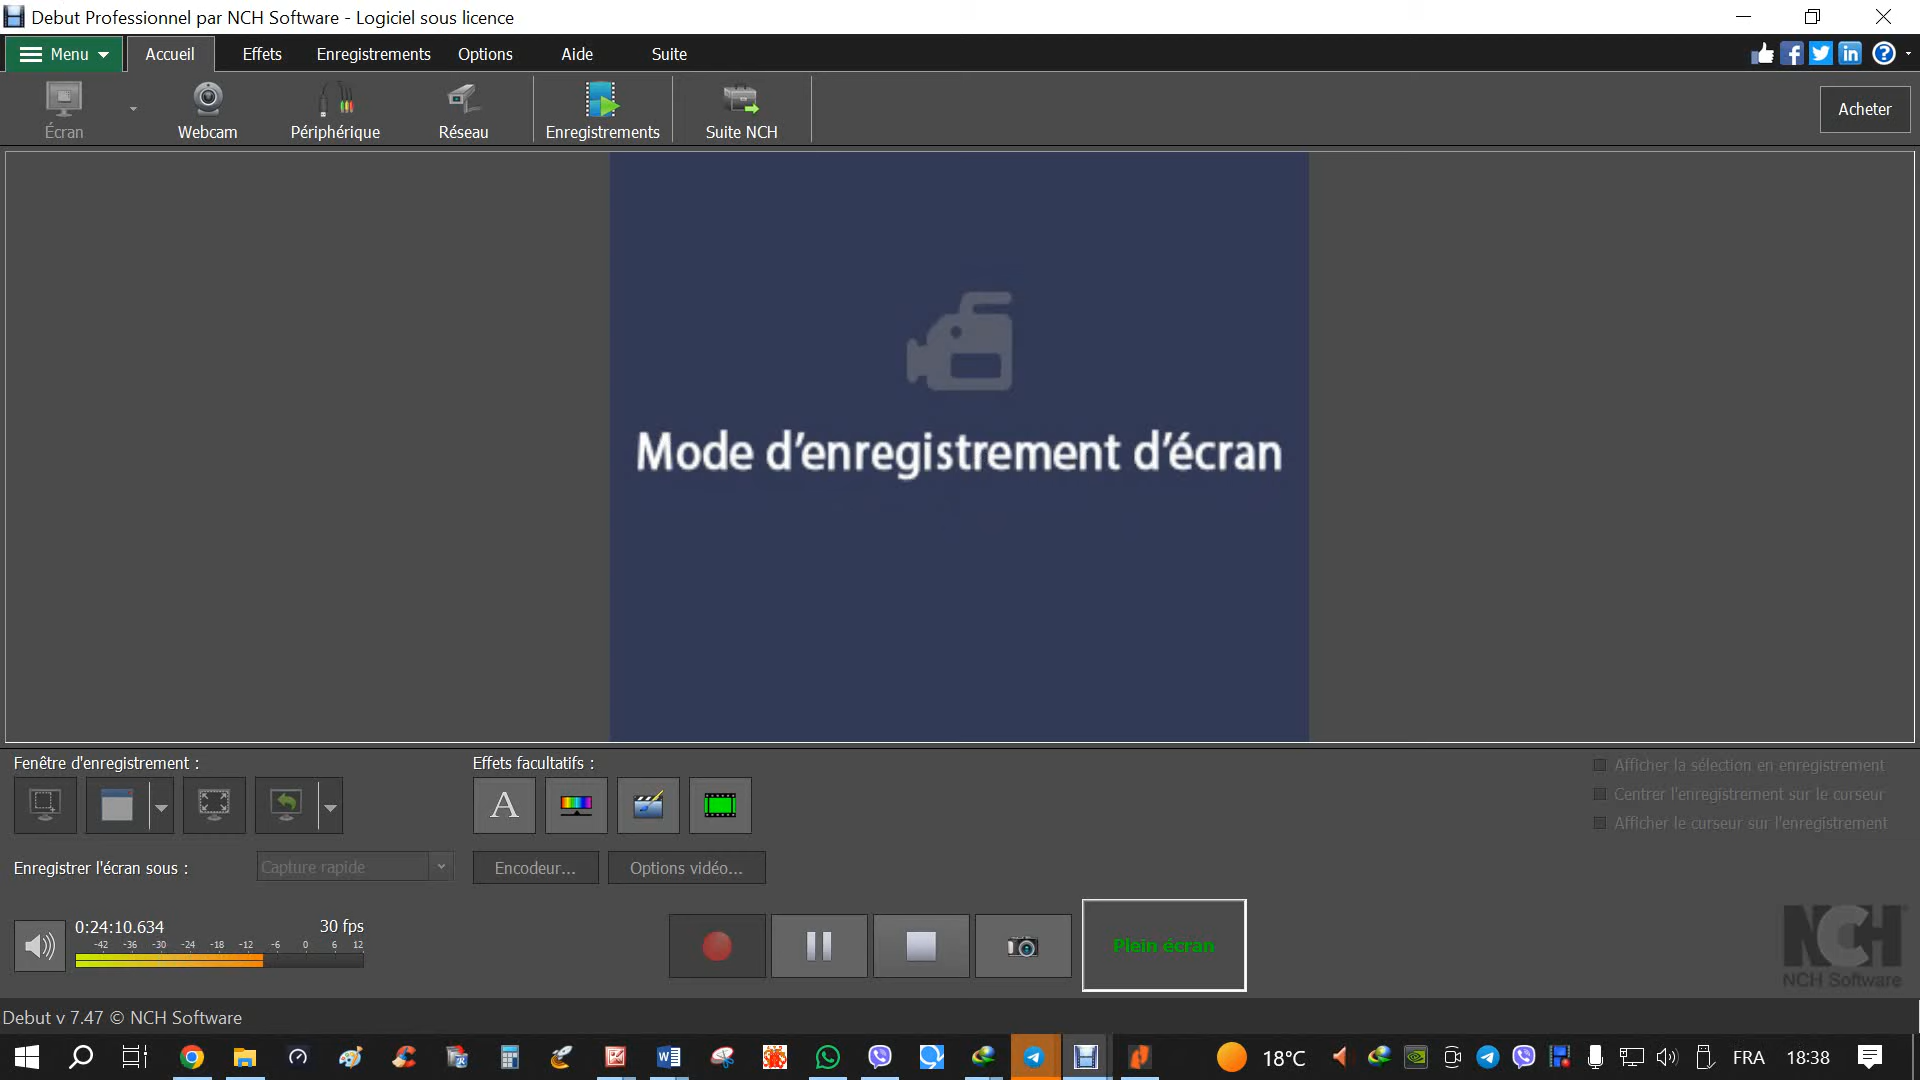 Debut Professionnel par NCH Software - Logiciel sous licence
Menu Accueil Effets Enregistrements Options Aide Suite
Écran Webcam Périphérique Réseau Enregistrements Suite NCH Acheter
Mode d'enregistrement d'écran
Fenêtre d'enregistrement : Effets facultatifs :
Afficher la sélection en enregistrement
Centrer l'enregistrement sur le curseur
Afficher le curseur sur l'enregistrement
A
Enregistrer l'écran sous : Capture rapide Encodeur... Options vidéo...
0:24:10.634 30 fps
-42 -36 -30 -24 -18 -12 -6 0 6 12
Plein écran
NCH
NCH Software
Debut v 7.47 © NCH Software
18°C FRA 18:38